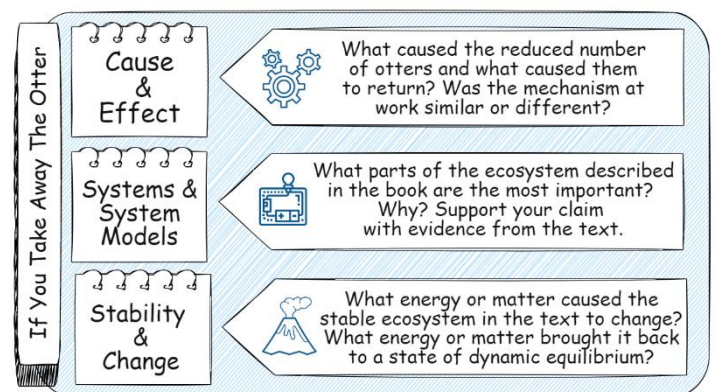 If You Take Away The Otter
Cause
&
Effect
What caused the reduced number
of otters and what caused them
to return? Was the mechanism at
work similar or different?
Systems &
System
Models
What parts of the ecosystem described
in the book are the most important?
Why? Support your claim
with evidence from the text.
Stability
&
Change
What energy or matter caused the
stable ecosystem in the text to change?
What energy or matter brought it back
to a state of dynamic equilibrium?